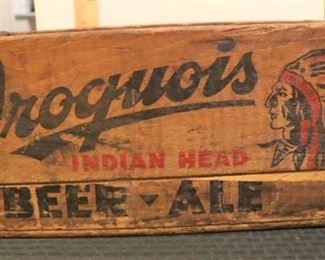 Iroquois
INDIAN HEAD
BEER ▾ ALE